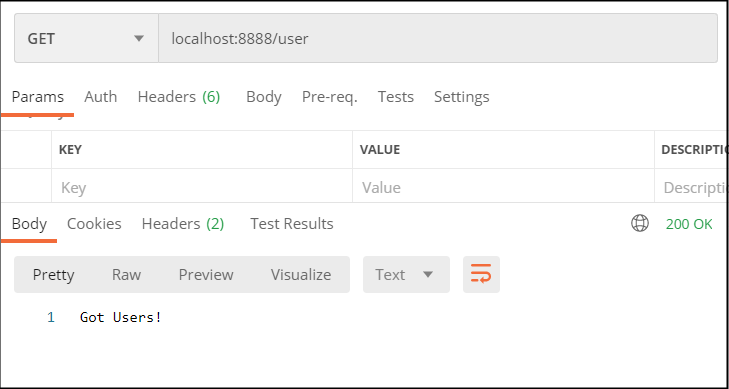 GET localhost:8888/user
Params Auth Headers (6) Body Pre-req. Tests Settings
KEY VALUE DESCRIPTIO
Key Value Descriptio
Body Cookies Headers (2) Test Results 200 OK
Pretty Raw Preview Visualize Text
1 Got Users!